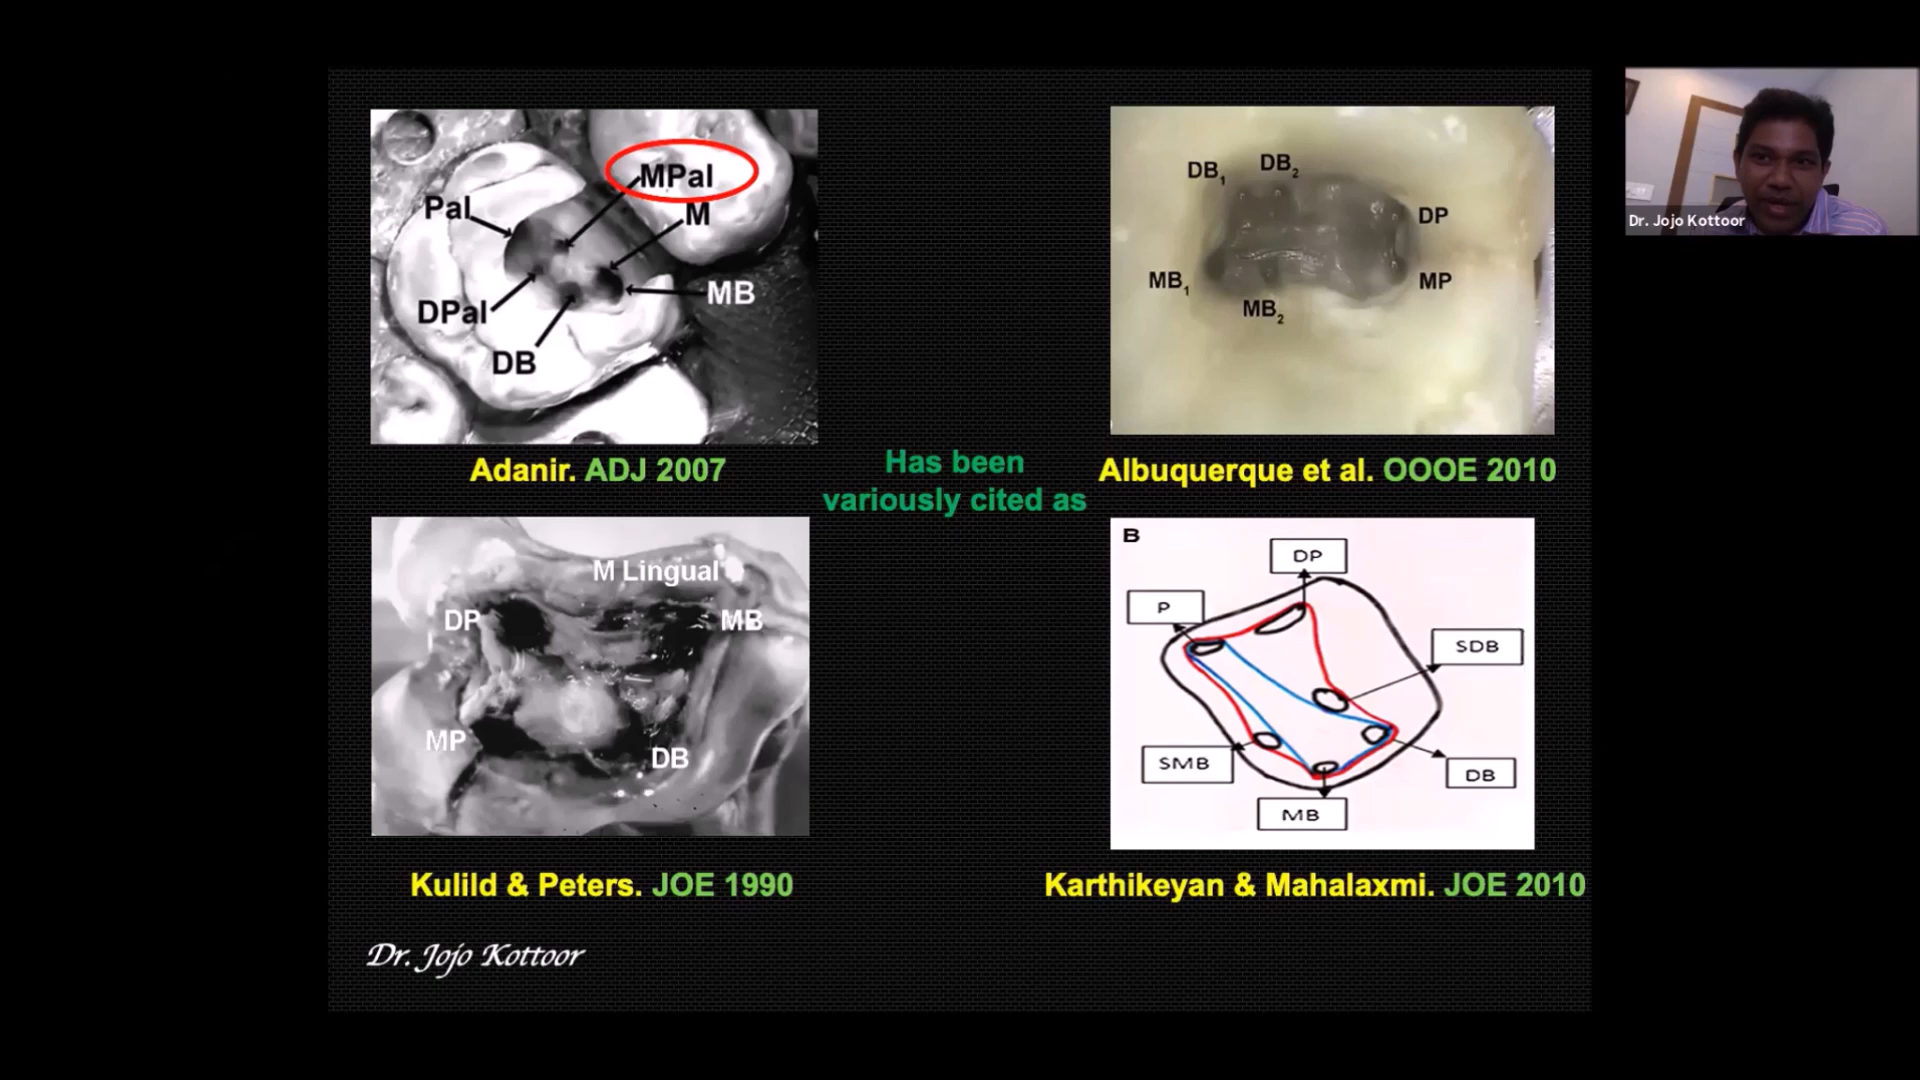 MPal
Pal
M
MB
DPal
DB
Adanir. ADJ 2007
DB1
DB2
DP
MB1
MP
MB2
Albuquerque et al. OOOE 2010
Has been
variously cited as
M Lingual
DP
MB
MP
DB
Kulild & Peters. JOE 1990
B
DP
P
SDB
SMB
DB
MB
Karthikeyan & Mahalaxmi. JOE 2010
Dr. Jojo Kottoor
Dr. Jojo Kottoor